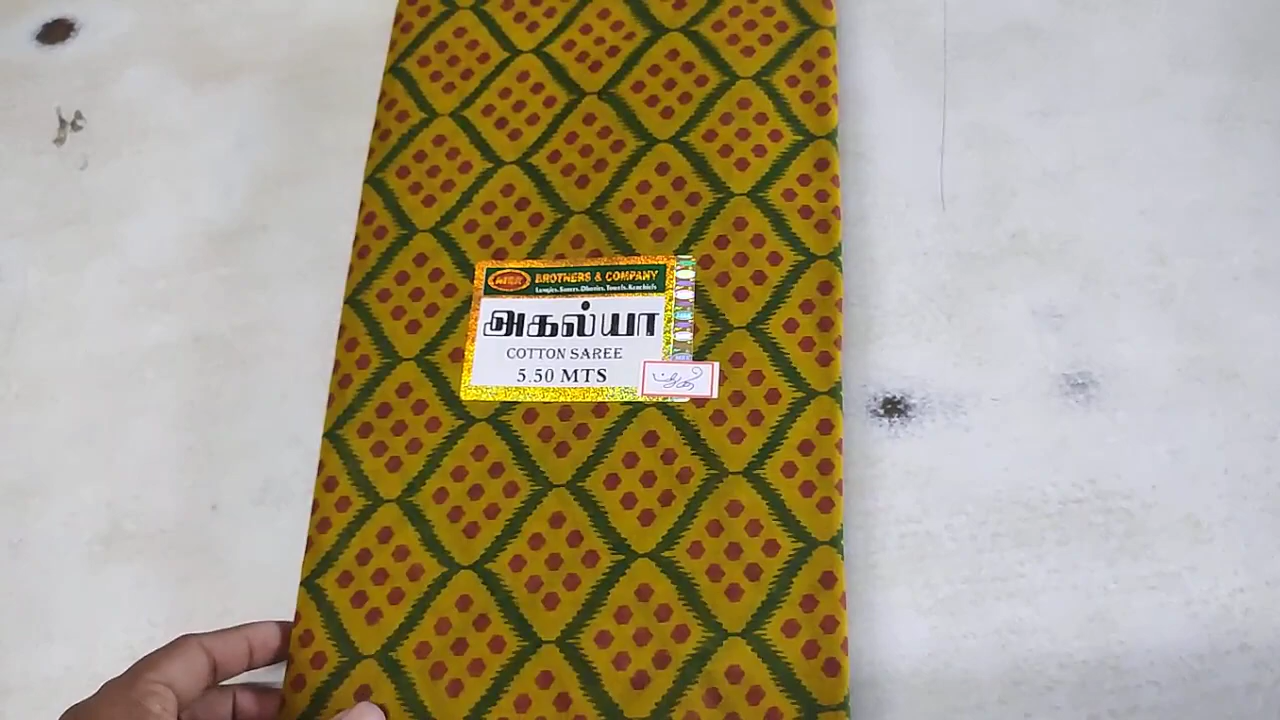 BROTHERS & COMPANY
Lungies, Sarees, Dhoties, Towels, Kerchiefs
அகல்யா
COTTON SAREE
5.50 MTS